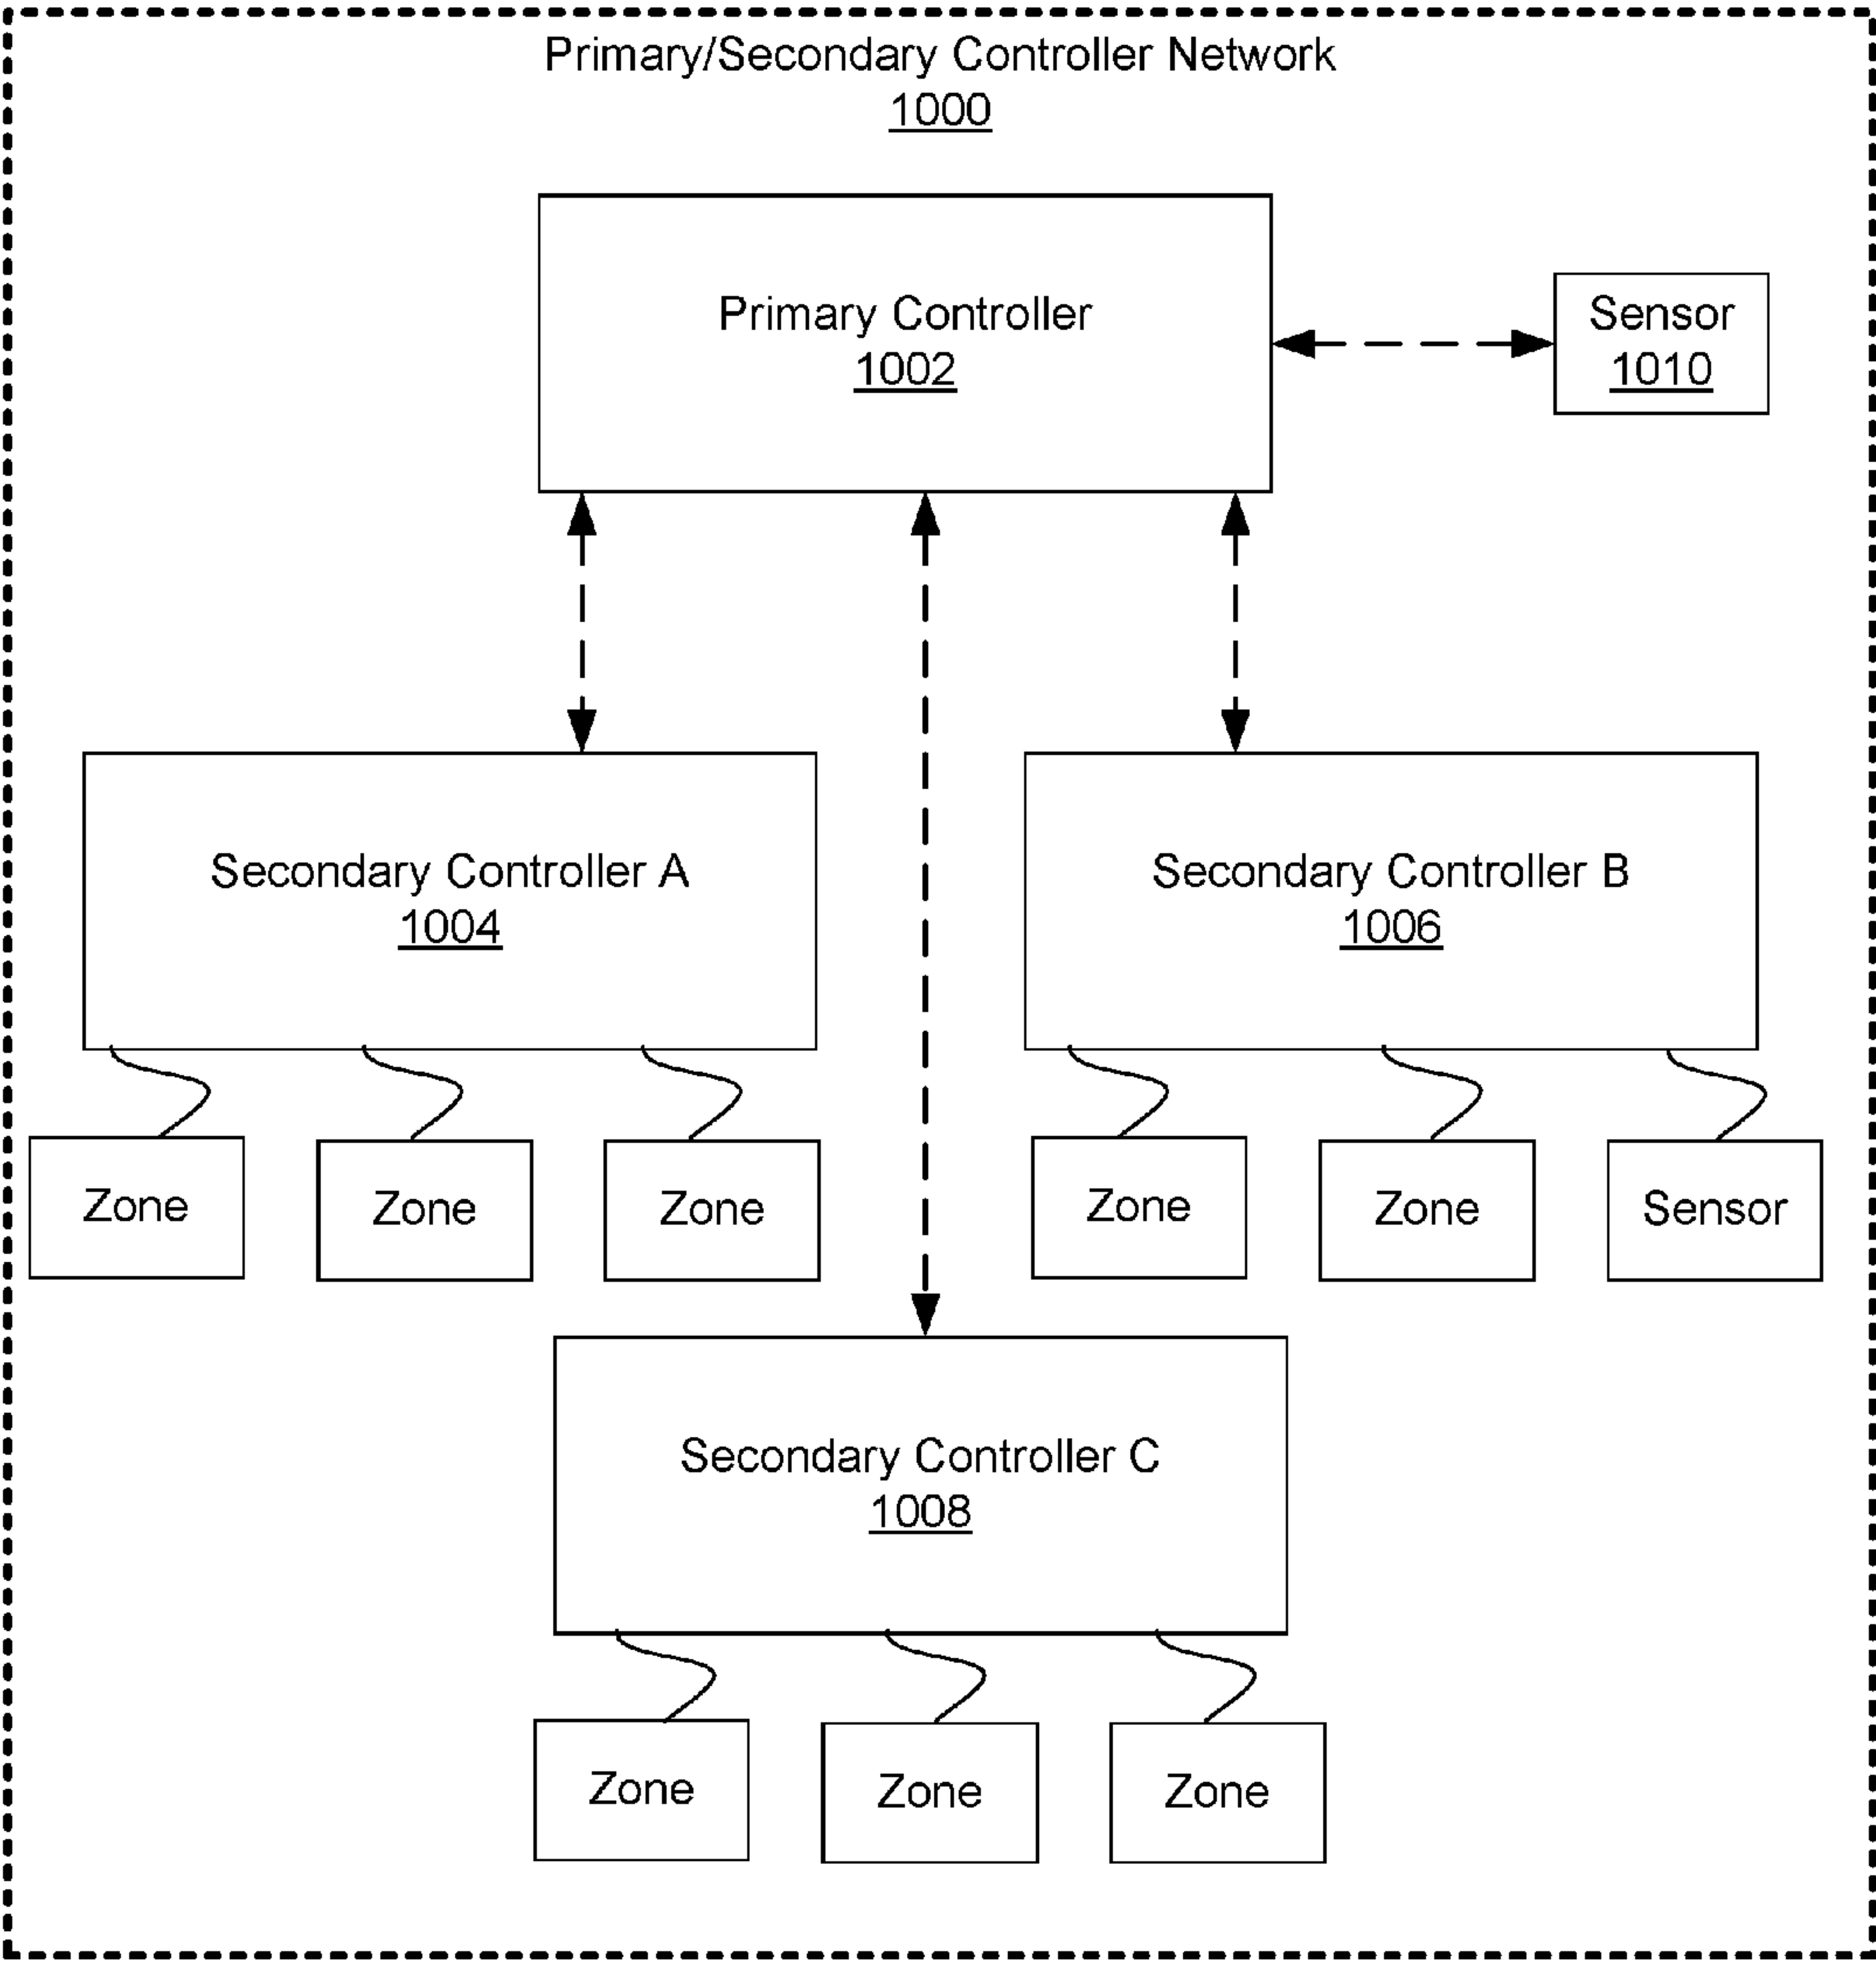 Primary/Secondary Controller Network
1000
Primary Controller
1002
Sensor
1010
Secondary Controller A
1004
Secondary Controller B
1006
Zone
Zone
Zone
Zone
Zone
Sensor
Secondary Controller C
1008
Zone
Zone
Zone